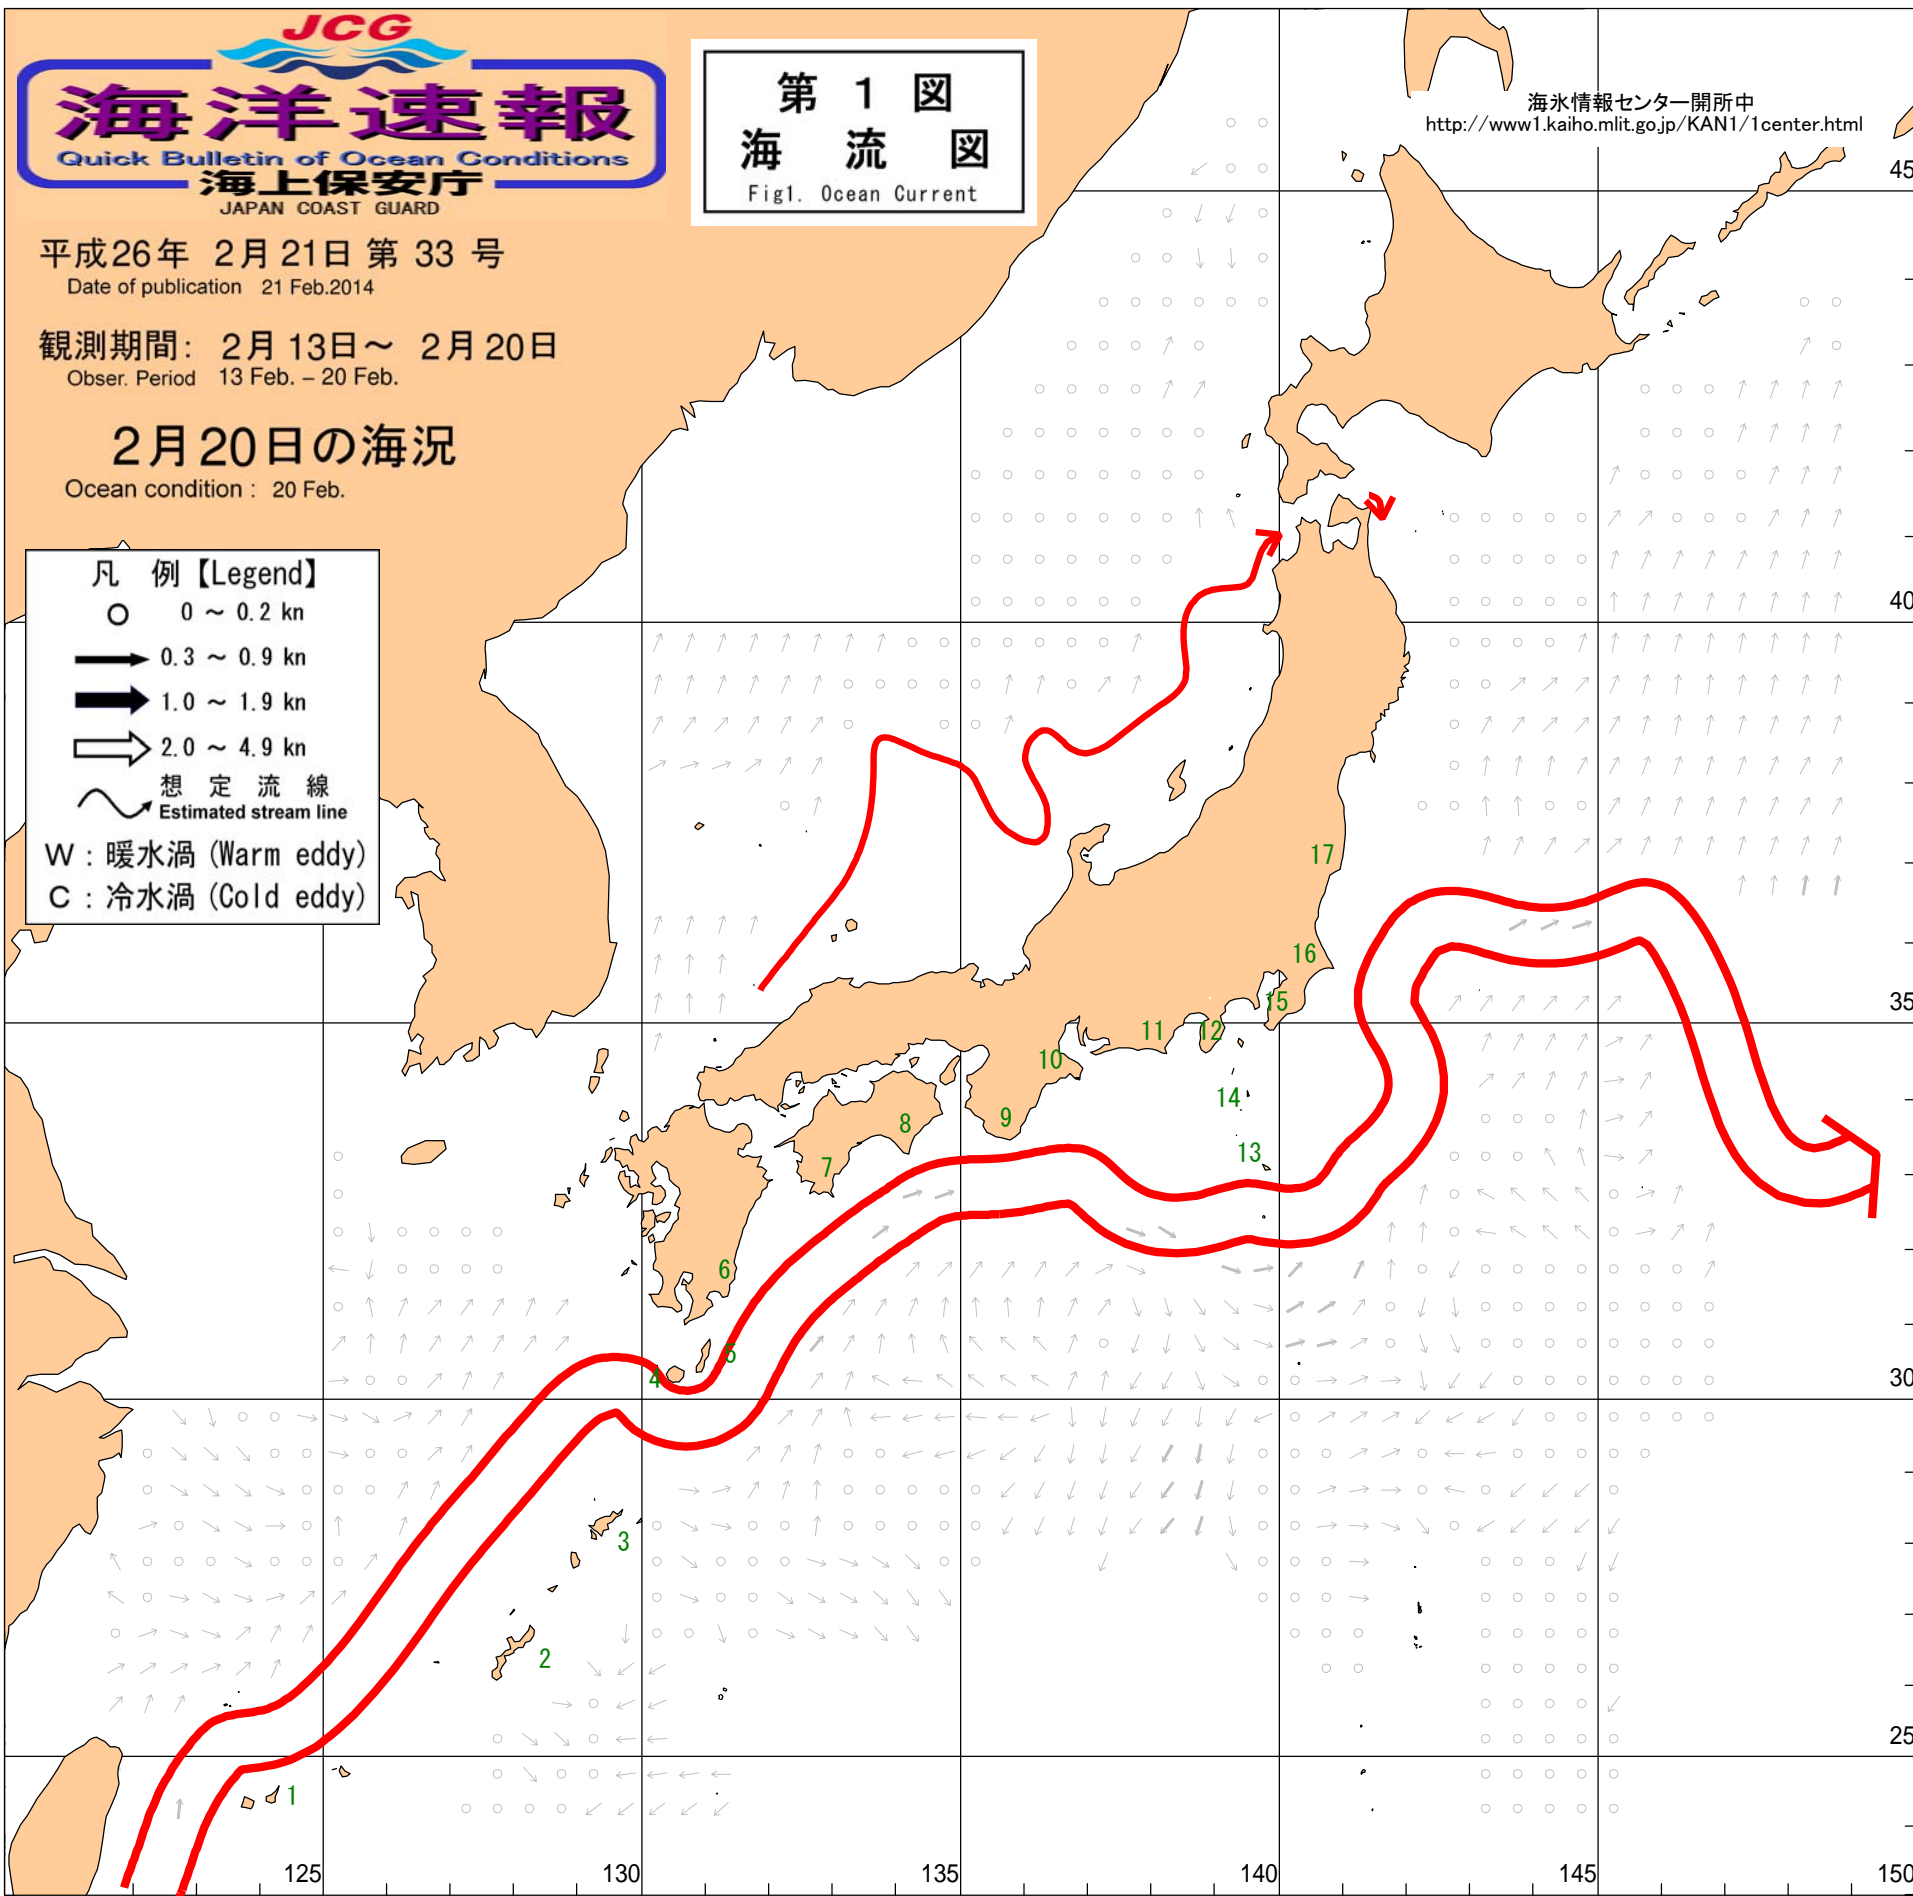 JCG
海洋速報
Quick Bulletin of Ocean Conditions
海上保安庁
JAPAN COAST GUARD
第 1 図
海 流 図
Fig1. Ocean Current
海氷情報センター開所中
http://www1.kaiho.mlit.go.jp/KAN1/1center.html
平成26年 2月21日 第 33 号
Date of publication 21 Feb.2014
観測期間: 2月13日~ 2月20日
Obser. Period 13 Feb. – 20 Feb.
2月20日の海況
Ocean condition : 20 Feb.
凡 例【Legend】
0 ~ 0.2 kn
0.3 ~ 0.9 kn
1.0 ~ 1.9 kn
2.0 ~ 4.9 kn
想 定 流 線
Estimated stream line
W : 暖水渦 (Warm eddy)
C : 冷水渦 (Cold eddy)
45
40
35
30
25
17
16
15
12
11
10
14
13
9
8
7
6
5
4
3
2
1
125
130
135
140
145
150